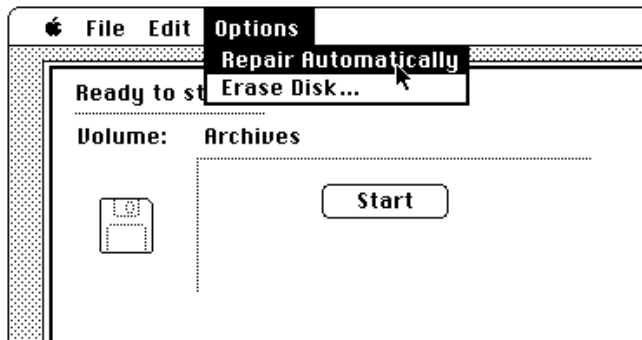 File Edit Options
Repair Automatically
Erase Disk...
Ready to st
Volume: Archives
Start